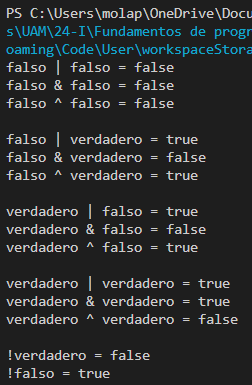 PS C:\Users\molap\OneDrive\Docu
s\UAM\24-I\Fundamentos de progr
oaming\Code\User\workspaceStora
falso | falso = false
falso & falso = false
falso ^ falso = false

falso | verdadero = true
falso & verdadero = false
falso ^ verdadero = true

verdadero | falso = true
verdadero & falso = false
verdadero ^ falso = true

verdadero | verdadero = true
verdadero & verdadero = true
verdadero ^ verdadero = false

!verdadero = false
!falso = true